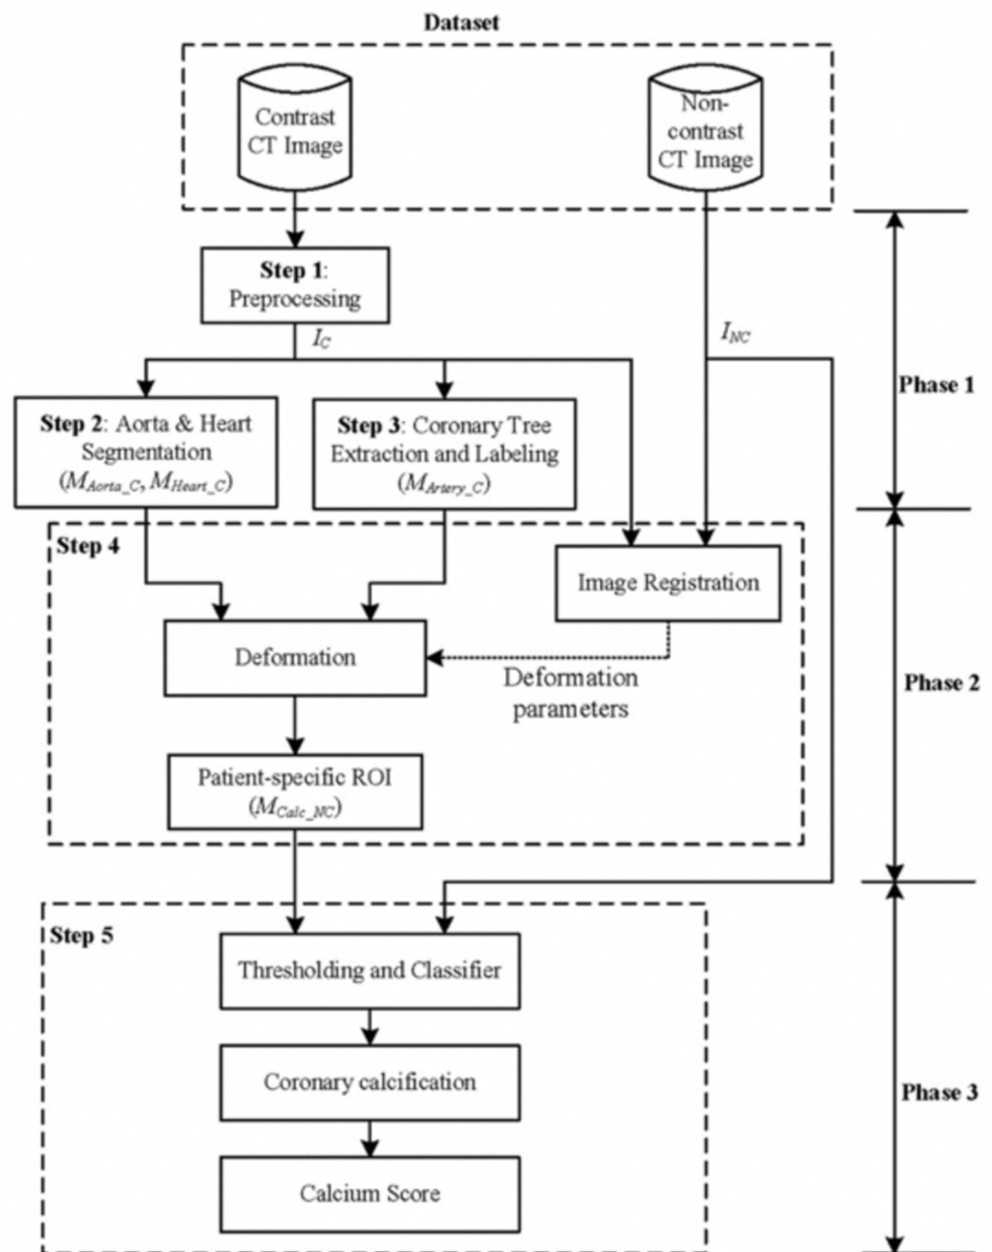 Dataset
Contrast
CT Image
Non-
contrast
CT Image
Step 1:
Preprocessing
I_C
I_NC
Phase 1
Step 2: Aorta & Heart
Segmentation
(M_Aorta_C, M_Heart_C)
Step 3: Coronary Tree
Extraction and Labeling
(M_Artery_C)
Step 4
Image Registration
Deformation
Deformation
parameters
Phase 2
Patient-specific ROI
(M_Calc_NC)
Step 5
Thresholding and Classifier
Coronary calcification
Phase 3
Calcium Score